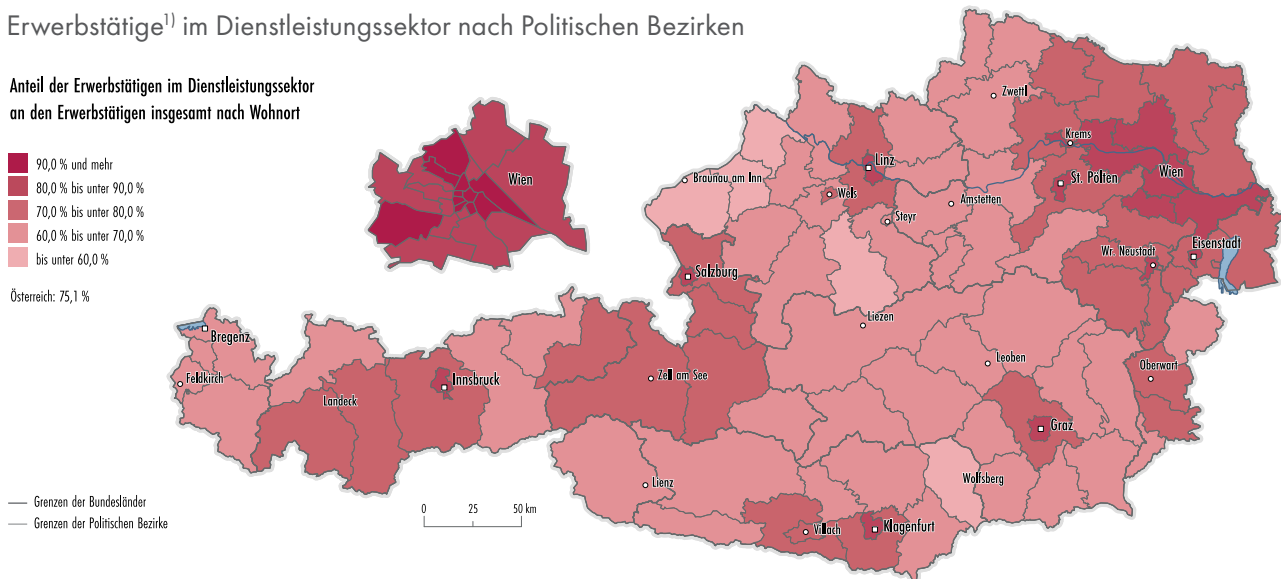 Erwerbstätige1) im Dienstleistungssektor nach Politischen Bezirken
Anteil der Erwerbstätigen im Dienstleistungssektor
an den Erwerbstätigen insgesamt nach Wohnort
90,0 % und mehr
80,0 % bis unter 90,0 %
70,0 % bis unter 80,0 %
60,0 % bis unter 70,0 %
bis unter 60,0 %
Österreich: 75,1 %
Wien
Zwettl
Krems
Linz
Wien
Braunau am Inn
St. Pölten
Wels
Amstetten
Steyr
Eisenstadt
Wr. Neustadt
Salzburg
Liezen
Bregenz
Leoben
Oberwart
Zell am See
Innsbruck
Feldkirch
Landeck
Graz
Wolfsberg
Lienz
Villach
Klagenfurt
Grenzen der Bundesländer
Grenzen der Politischen Bezirke
0 25 50 km